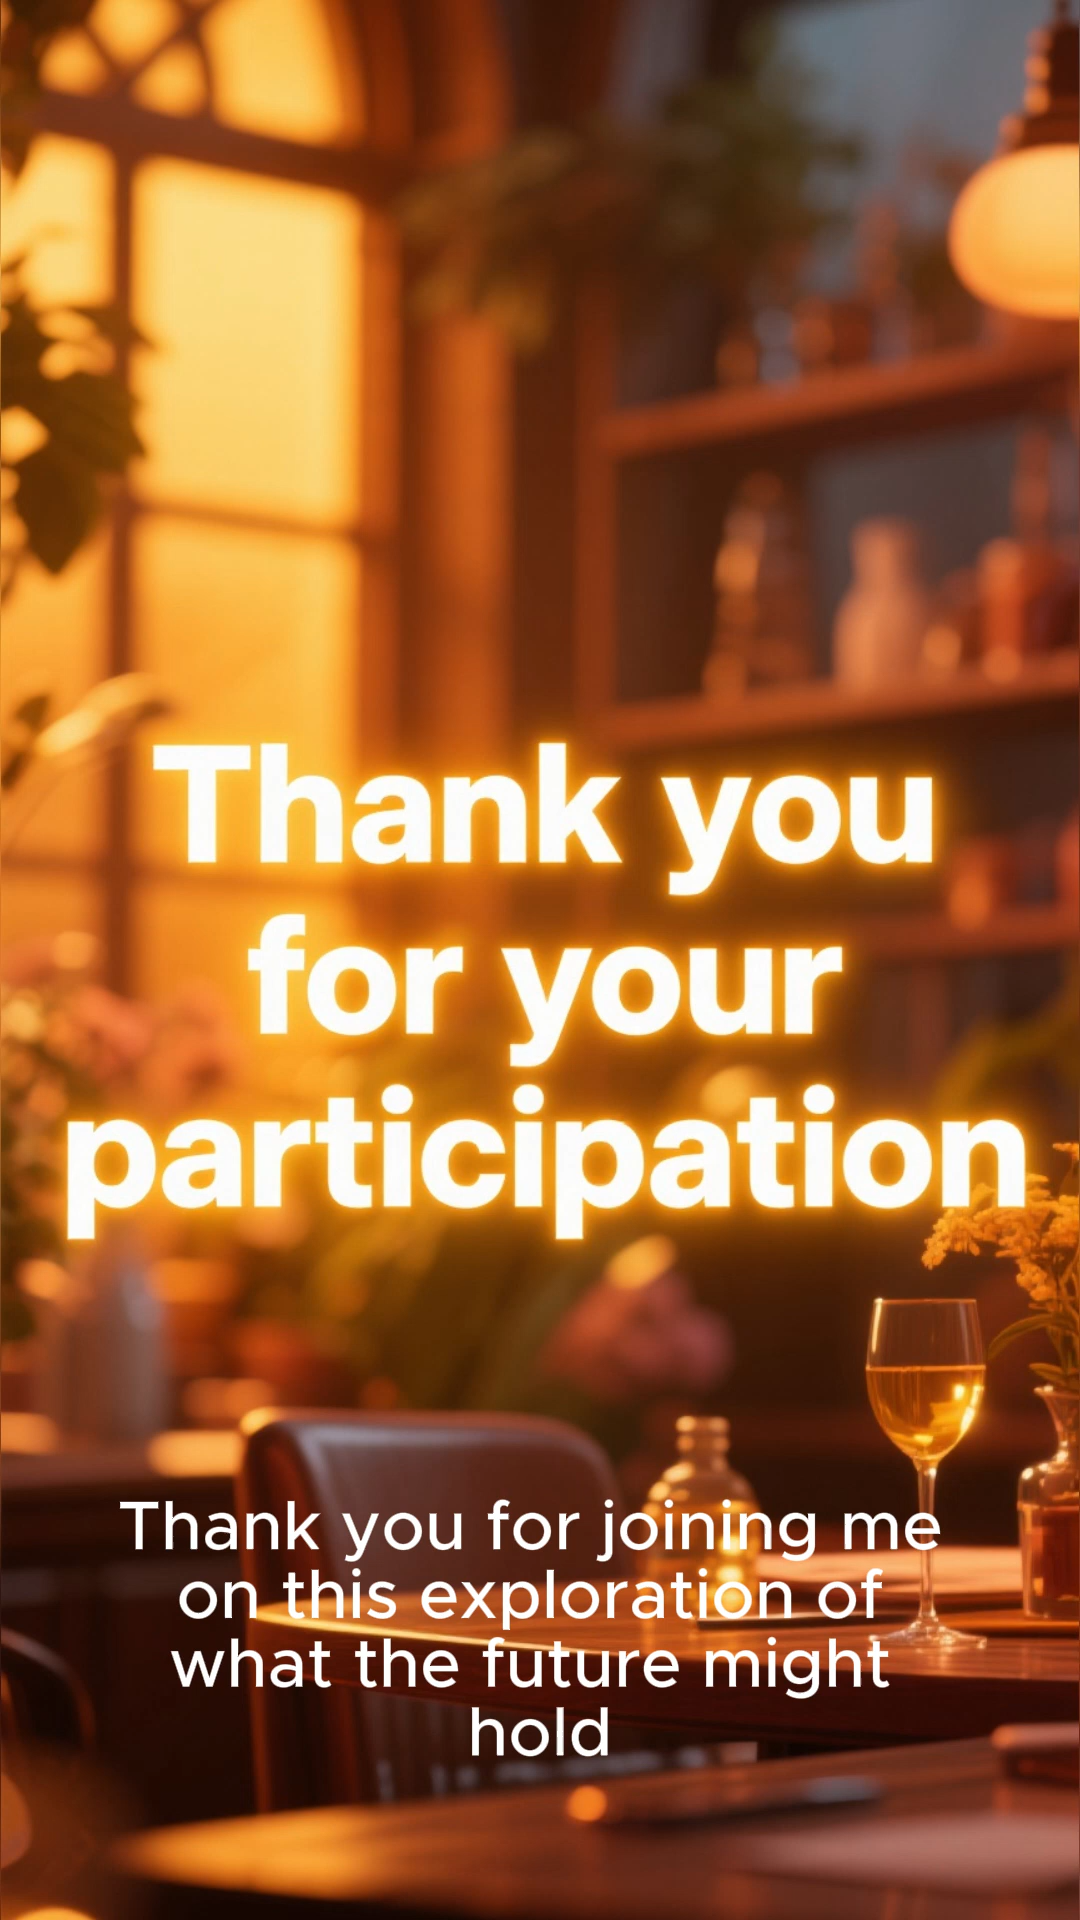 Thank you
for your
participation
Thank you for joining me
on this exploration of
what the future might
hold